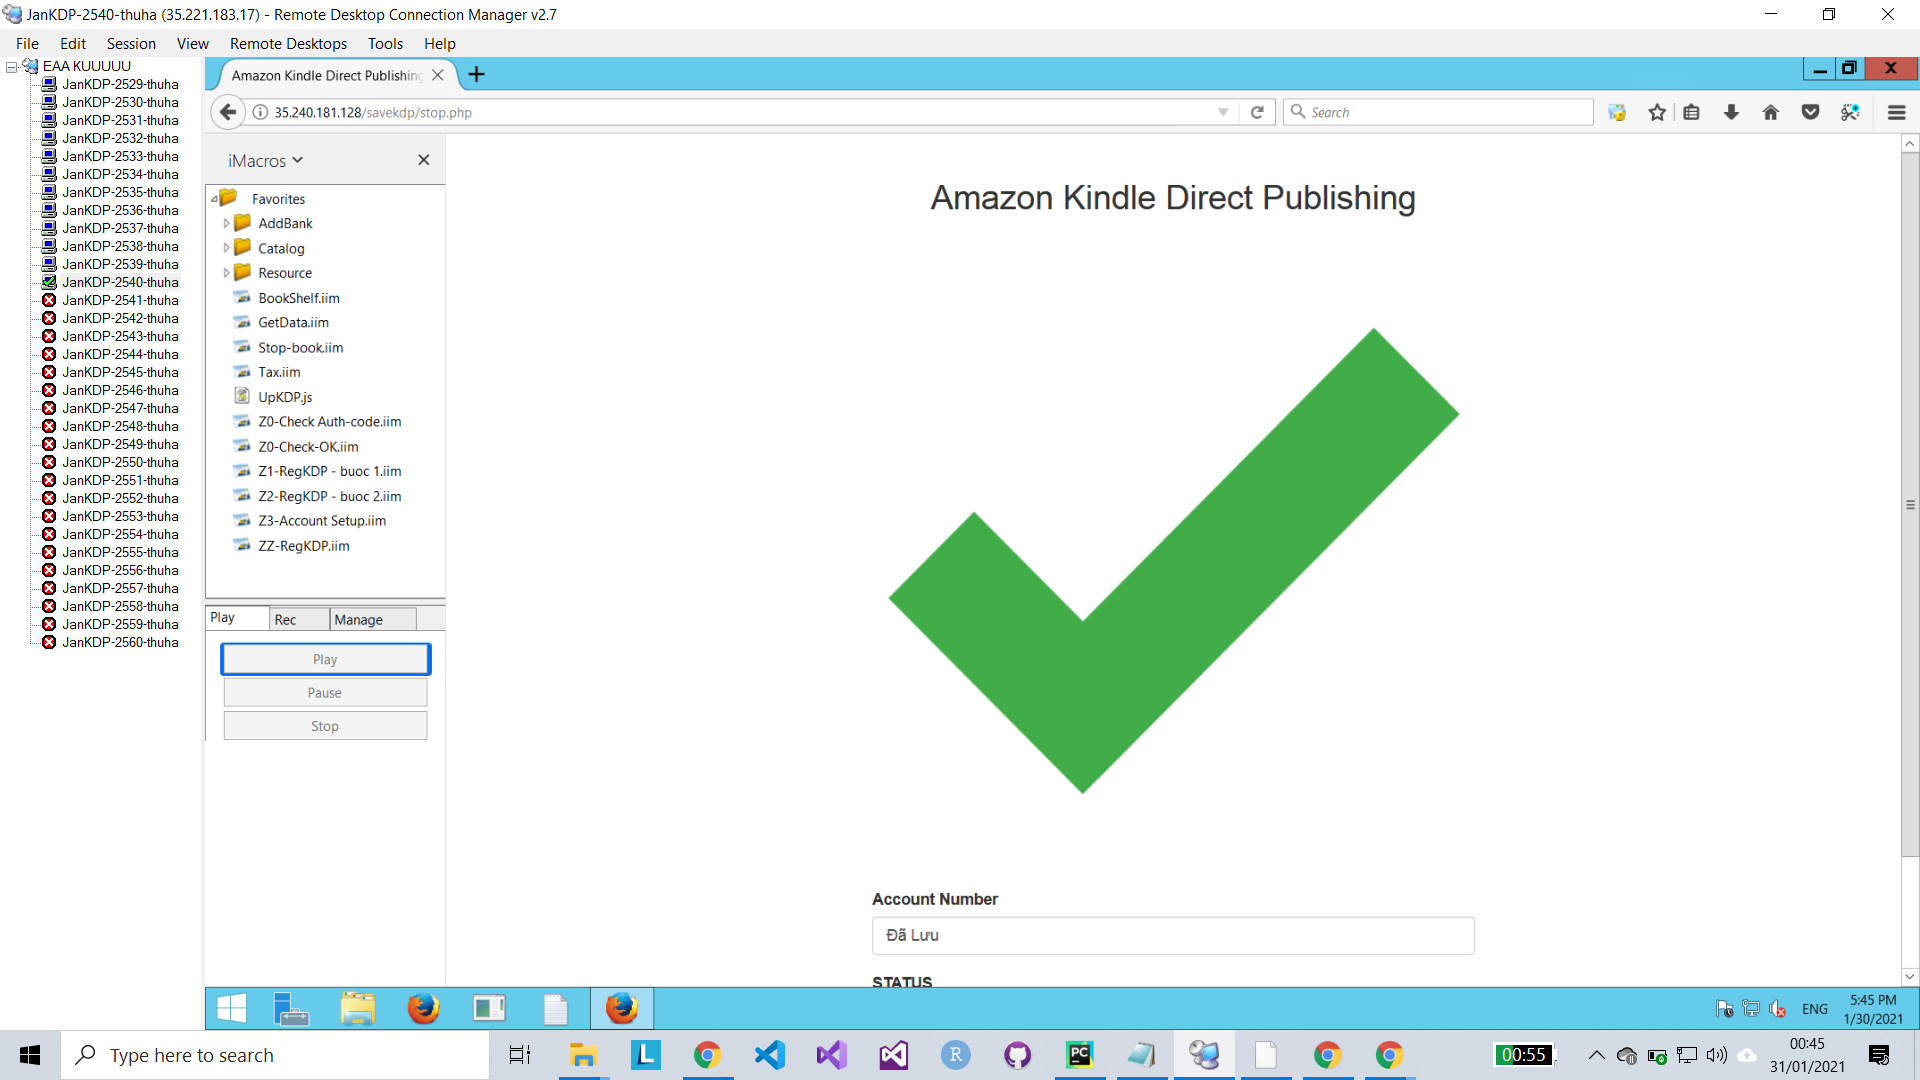 JanKDP-2540-thuha (35.221.183.17) - Remote Desktop Connection Manager v2.7
File Edit Session View Remote Desktops Tools Help
EAA KUUUUU
JanKDP-2529-thuha
JanKDP-2530-thuha
JanKDP-2531-thuha
JanKDP-2532-thuha
JanKDP-2533-thuha
JanKDP-2534-thuha
JanKDP-2535-thuha
JanKDP-2536-thuha
JanKDP-2537-thuha
JanKDP-2538-thuha
JanKDP-2539-thuha
JanKDP-2540-thuha
JanKDP-2541-thuha
JanKDP-2542-thuha
JanKDP-2543-thuha
JanKDP-2544-thuha
JanKDP-2545-thuha
JanKDP-2546-thuha
JanKDP-2547-thuha
JanKDP-2548-thuha
JanKDP-2549-thuha
JanKDP-2550-thuha
JanKDP-2551-thuha
JanKDP-2552-thuha
JanKDP-2553-thuha
JanKDP-2554-thuha
JanKDP-2555-thuha
JanKDP-2556-thuha
JanKDP-2557-thuha
JanKDP-2558-thuha
JanKDP-2559-thuha
JanKDP-2560-thuha
Amazon Kindle Direct Publishing
35.240.181.128/savekdp/stop.php
Search
iMacros
Favorites
AddBank
Catalog
Resource
BookShelf.iim
GetData.iim
Stop-book.iim
Tax.iim
UpKDP.js
Z0-Check Auth-code.iim
Z0-Check-OK.iim
Z1-RegKDP - buoc 1.iim
Z2-RegKDP - buoc 2.iim
Z3-Account Setup.iim
ZZ-RegKDP.iim
Play Rec Manage
Play
Pause
Stop
Amazon Kindle Direct Publishing
Account Number
Đã Lưu
STATUS
ENG
5:45 PM
1/30/2021
Type here to search
L
R
PC
00:55
00:45
31/01/2021